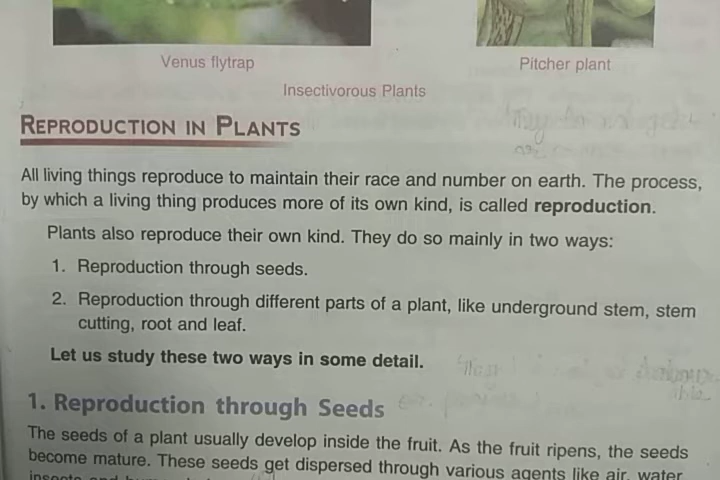 Venus flytrap
Pitcher plant
Insectivorous Plants
REPRODUCTION IN PLANTS
All living things reproduce to maintain their race and number on earth. The process,
by which a living thing produces more of its own kind, is called reproduction.
Plants also reproduce their own kind. They do so mainly in two ways:
1. Reproduction through seeds.
2. Reproduction through different parts of a plant, like underground stem, stem
cutting, root and leaf.
Let us study these two ways in some detail.
1. Reproduction through Seeds
The seeds of a plant usually develop inside the fruit. As the fruit ripens, the seeds
become mature. These seeds get dispersed through various agents like air, water